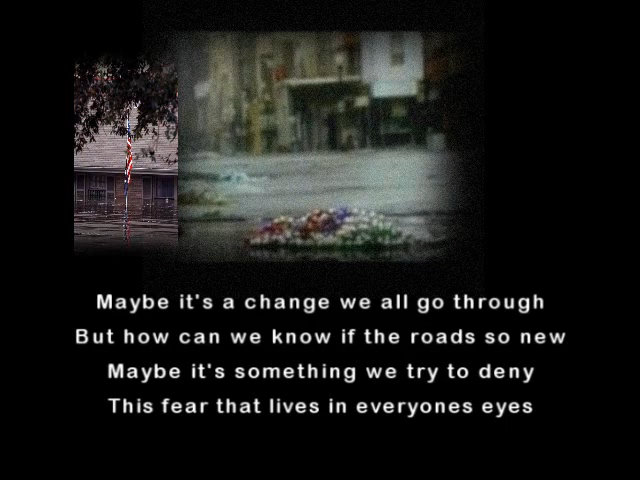 Maybe it's a change we all go through
But how can we know if the roads so new
Maybe it's something we try to deny
This fear that lives in everyones eyes